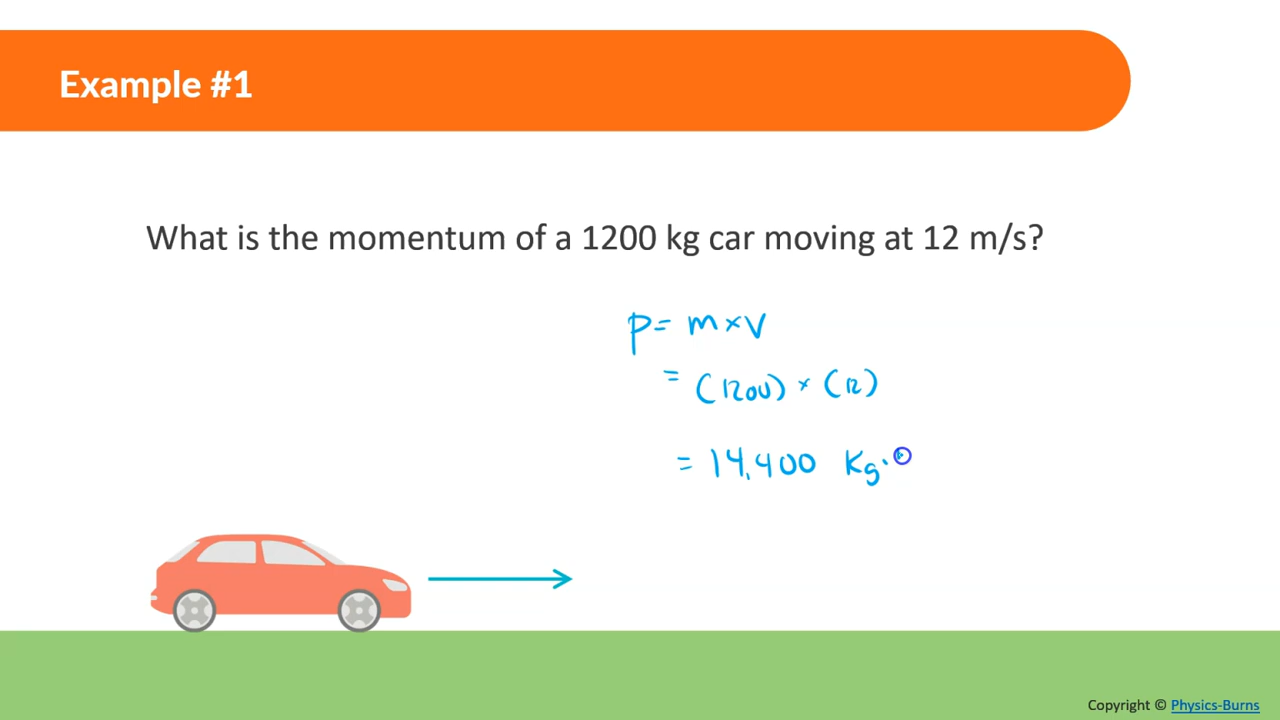 Example #1
What is the momentum of a 1200 kg car moving at 12 m/s?
p = m × v
= (1200) × (12)
= 14,400 Kg·
Copyright © Physics-Burns